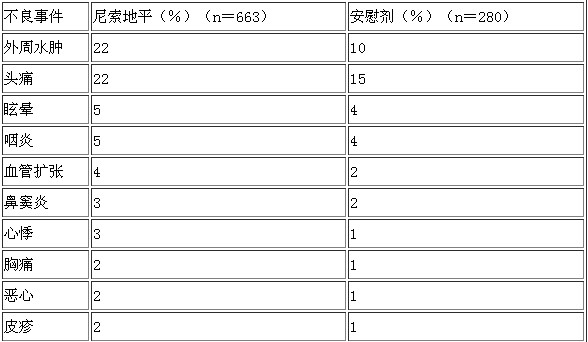 不良事件 尼索地平（％）（n＝663） 安慰剂（％）（n＝280）
外周水肿 22 10
头痛 22 15
眩晕 5 4
咽炎 5 4
血管扩张 4 2
鼻窦炎 3 2
心悸 3 1
胸痛 2 1
恶心 2 1
皮疹 2 1